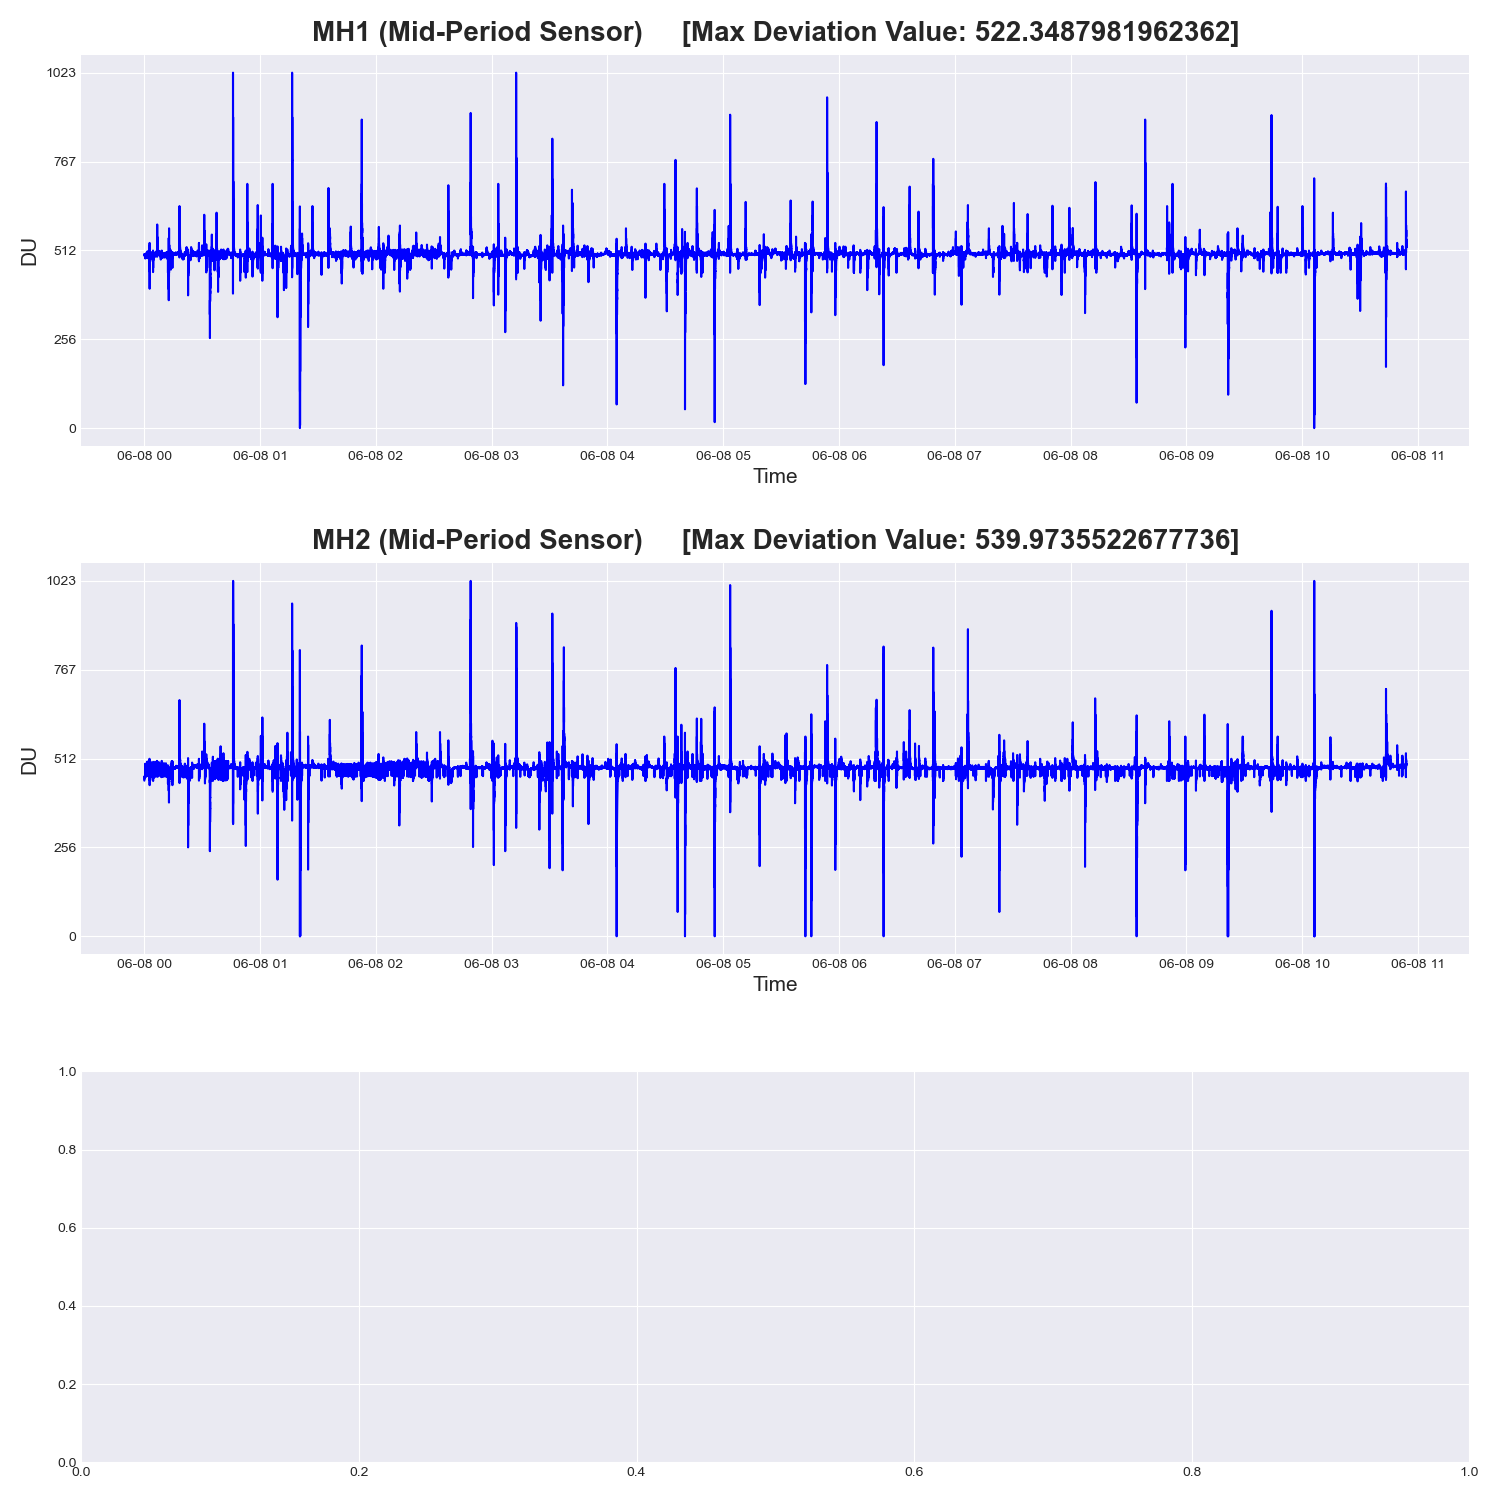 MH1 (Mid-Period Sensor) [Max Deviation Value: 522.3487981962362]
1023
767
512
256
0
DU
06-08 00 06-08 01 06-08 02 06-08 03 06-08 04 06-08 05 06-08 06 06-08 07 06-08 08 06-08 09 06-08 10 06-08 11
Time
MH2 (Mid-Period Sensor) [Max Deviation Value: 539.9735522677736]
1023
767
512
256
0
DU
06-08 00 06-08 01 06-08 02 06-08 03 06-08 04 06-08 05 06-08 06 06-08 07 06-08 08 06-08 09 06-08 10 06-08 11
Time
1.0
0.8
0.6
0.4
0.2
0.0
0.0 0.2 0.4 0.6 0.8 1.0